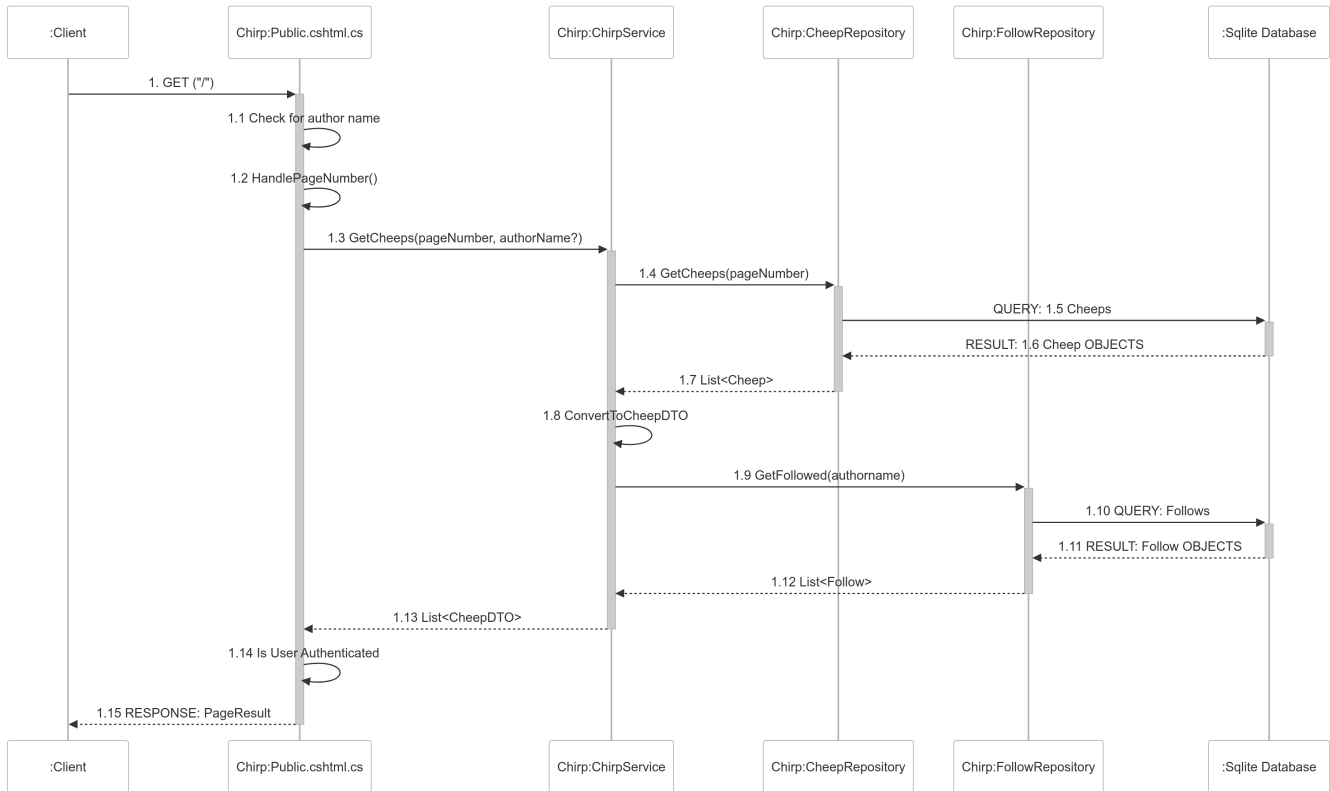 :Client
Chirp:Public.cshtml.cs
Chirp:ChirpService
Chirp:CheepRepository
Chirp:FollowRepository
:Sqlite Database
1. GET ("/")
1.1 Check for author name
1.2 HandlePageNumber()
1.3 GetCheeps(pageNumber, authorName?)
1.4 GetCheeps(pageNumber)
QUERY: 1.5 Cheeps
RESULT: 1.6 Cheep OBJECTS
1.7 List<Cheep>
1.8 ConvertToCheepDTO
1.9 GetFollowed(authorname)
1.10 QUERY: Follows
1.11 RESULT: Follow OBJECTS
1.12 List<Follow>
1.13 List<CheepDTO>
1.14 Is User Authenticated
1.15 RESPONSE: PageResult
:Client
Chirp:Public.cshtml.cs
Chirp:ChirpService
Chirp:CheepRepository
Chirp:FollowRepository
:Sqlite Database